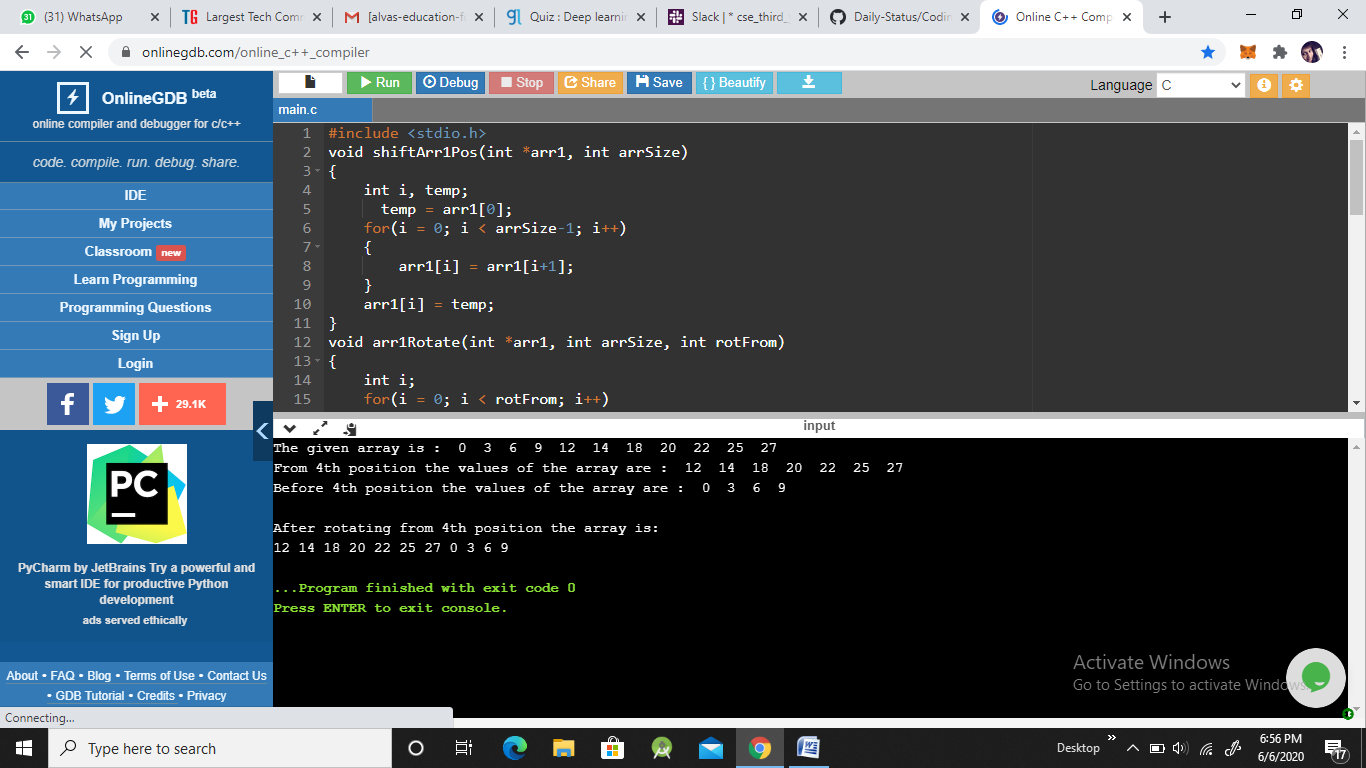 (31) WhatsApp
Largest Tech Comm
[alvas-education-f
Quiz : Deep learnin
Slack | * cse_third_
Daily-Status/Codin
Online C++ Comp
onlinegdb.com/online_c++_compiler
OnlineGDB beta
online compiler and debugger for c/c++
code. compile. run. debug. share.
IDE
My Projects
Classroom new
Learn Programming
Programming Questions
Sign Up
Login
29.1K
PC
PyCharm by JetBrains Try a powerful and
smart IDE for productive Python
development
ads served ethically
About • FAQ • Blog • Terms of Use • Contact Us
• GDB Tutorial • Credits • Privacy
Connecting...
Run Debug Stop Share Save { } Beautify
Language C
main.c
1 #include <stdio.h>
2 void shiftArr1Pos(int *arr1, int arrSize)
3 {
4 int i, temp;
5 temp = arr1[0];
6 for(i = 0; i < arrSize-1; i++)
7 {
8 arr1[i] = arr1[i+1];
9 }
10 arr1[i] = temp;
11 }
12 void arr1Rotate(int *arr1, int arrSize, int rotFrom)
13 {
14 int i;
15 for(i = 0; i < rotFrom; i++)
input
The given array is : 0 3 6 9 12 14 18 20 22 25 27
From 4th position the values of the array are : 12 14 18 20 22 25 27
Before 4th position the values of the array are : 0 3 6 9
After rotating from 4th position the array is:
12 14 18 20 22 25 27 0 3 6 9
...Program finished with exit code 0
Press ENTER to exit console.
Activate Windows
Go to Settings to activate Windows.
Type here to search
Desktop
6:56 PM
6/6/2020
17